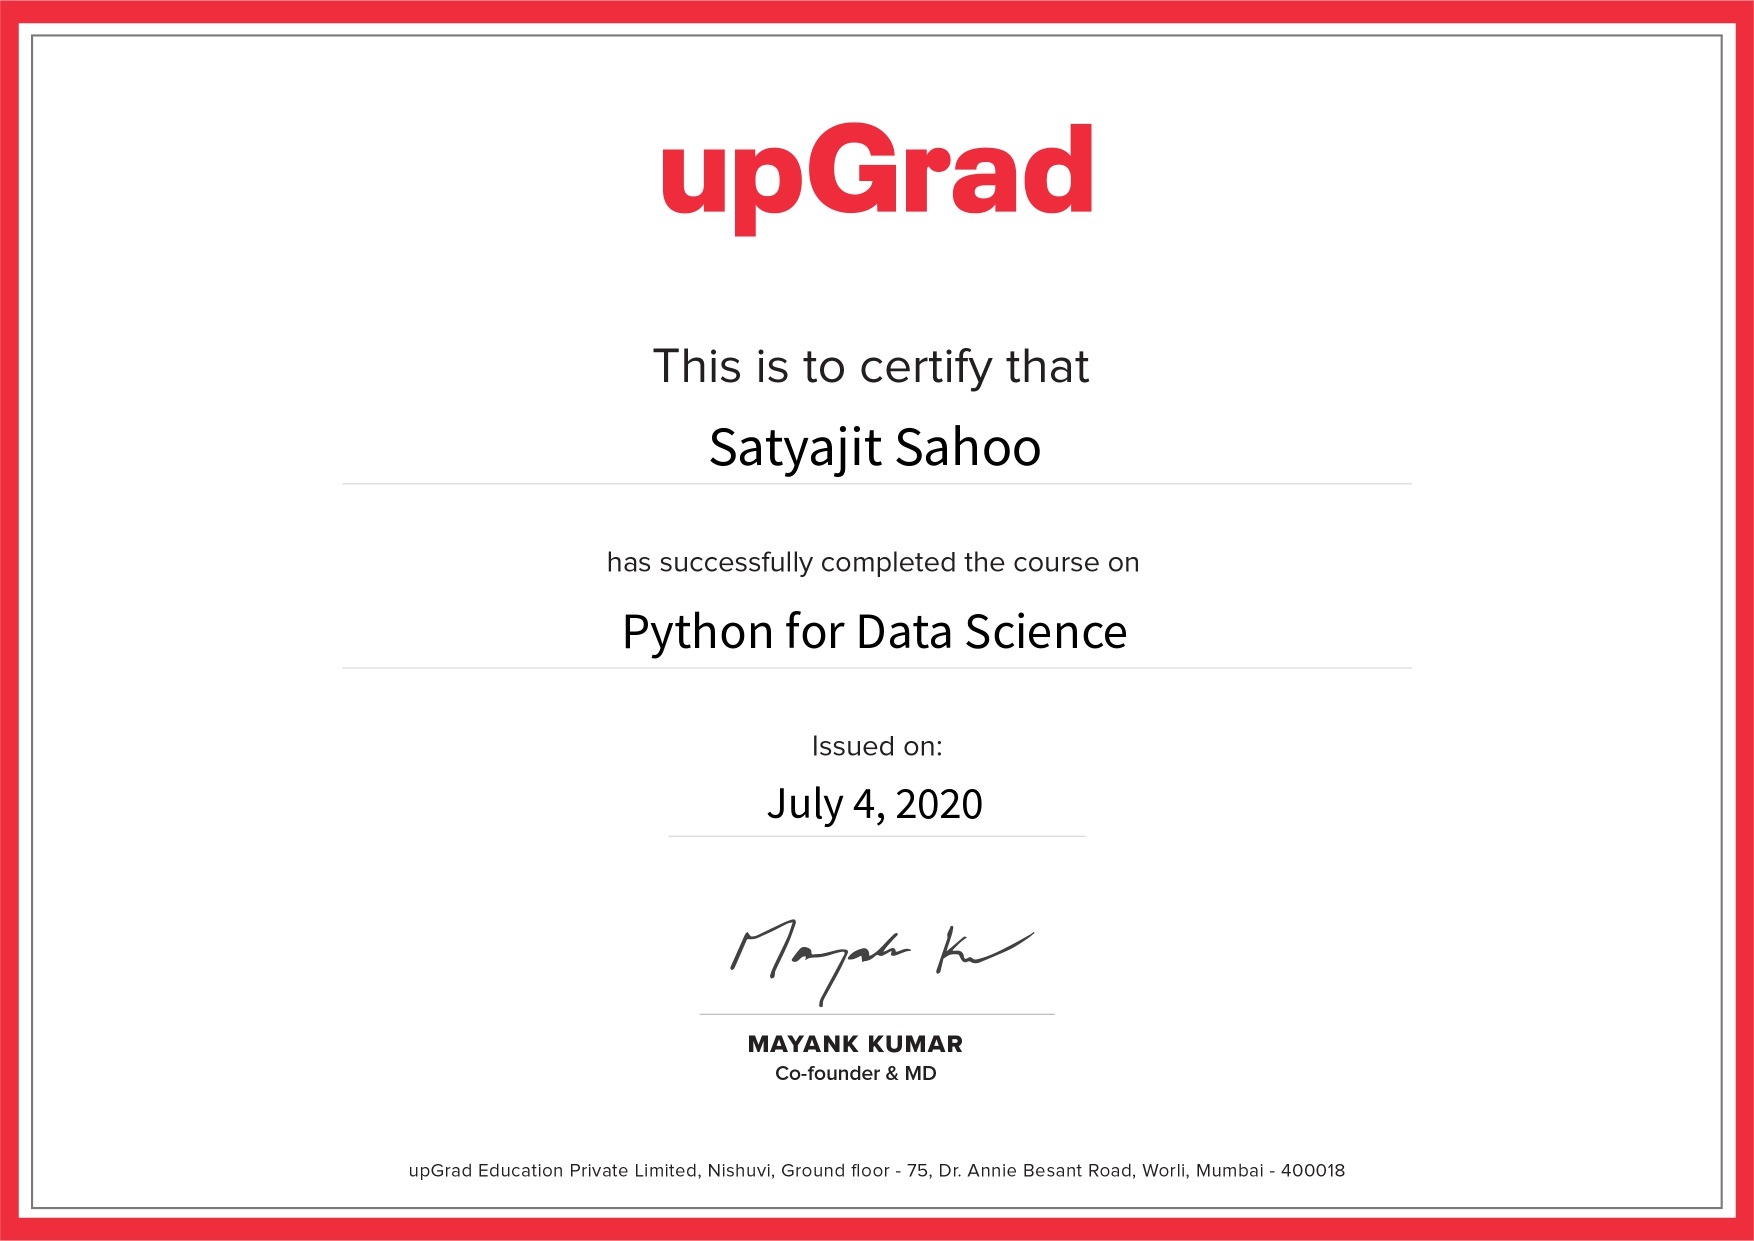 upGrad
This is to certify that
Satyajit Sahoo
has successfully completed the course on
Python for Data Science
Issued on:
July 4, 2020
Mayank Ku
MAYANK KUMAR
Co-founder & MD
upGrad Education Private Limited, Nishuvi, Ground floor - 75, Dr. Annie Besant Road, Worli, Mumbai - 400018